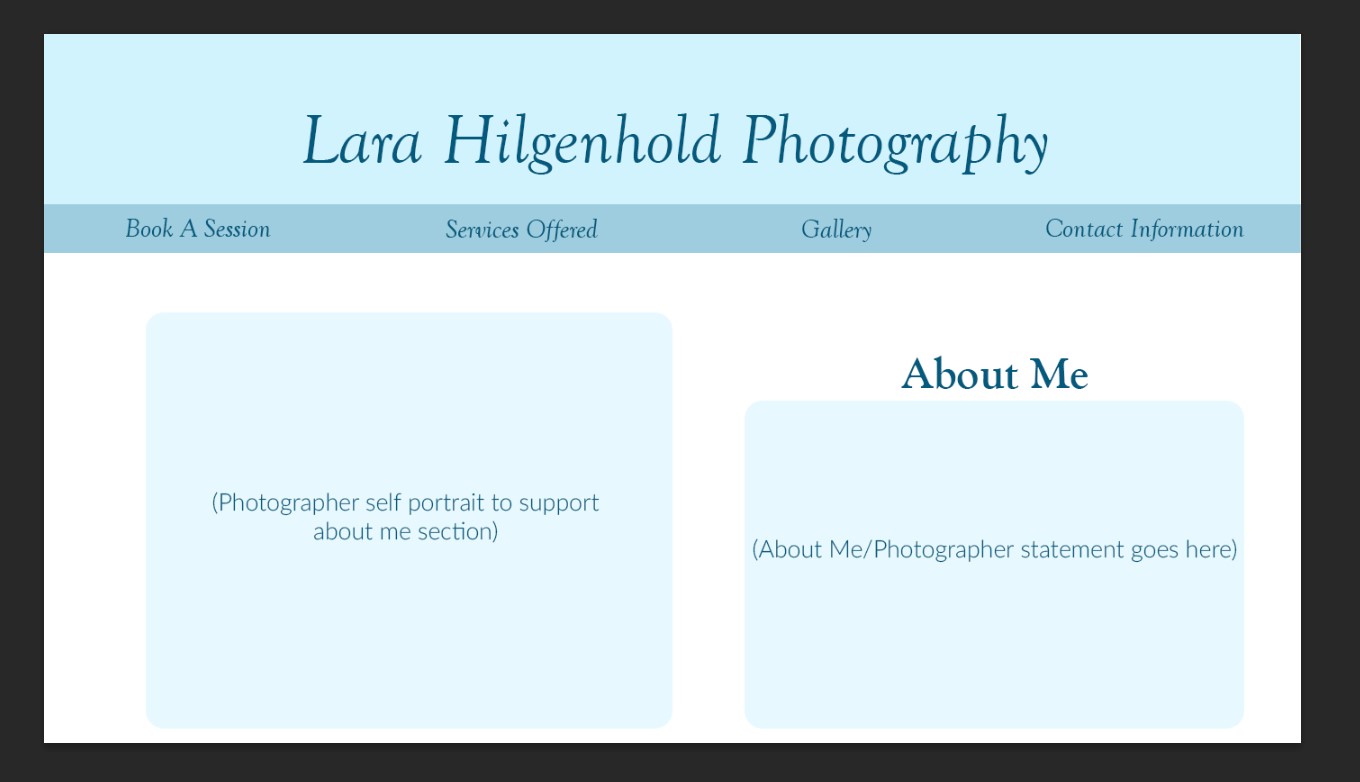 Lara Hilgenhold Photography
Book A Session Services Offered Gallery Contact Information
About Me
(Photographer self portrait to support
about me section)
(About Me/Photographer statement goes here)